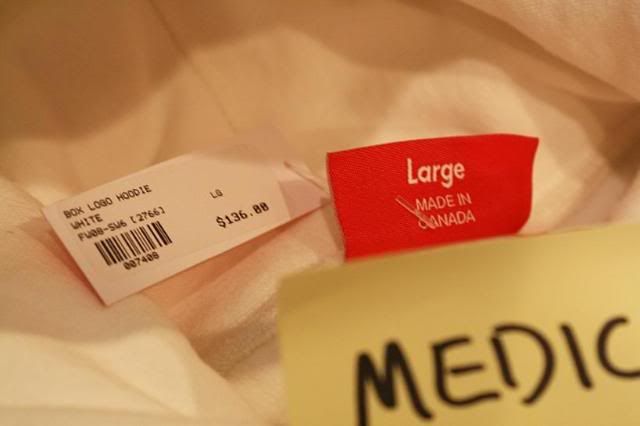 BOX LOGO HOODIE
WHITE LG
FW08-SW6 [2766] $136.00
007408
Large
MADE IN
CANADA
MEDIC